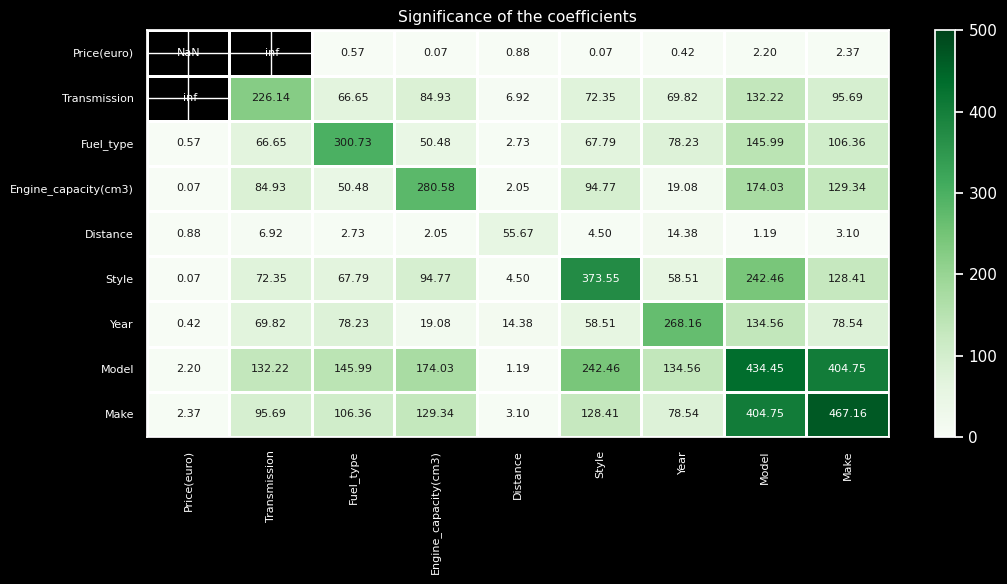 Significance of the coefficients
Price(euro) NaN inf 0.57 0.07 0.88 0.07 0.42 2.20 2.37
Transmission inf 226.14 66.65 84.93 6.92 72.35 69.82 132.22 95.69
Fuel_type 0.57 66.65 300.73 50.48 2.73 67.79 78.23 145.99 106.36
Engine_capacity(cm3) 0.07 84.93 50.48 280.58 2.05 94.77 19.08 174.03 129.34
Distance 0.88 6.92 2.73 2.05 55.67 4.50 14.38 1.19 3.10
Style 0.07 72.35 67.79 94.77 4.50 373.55 58.51 242.46 128.41
Year 0.42 69.82 78.23 19.08 14.38 58.51 268.16 134.56 78.54
Model 2.20 132.22 145.99 174.03 1.19 242.46 134.56 434.45 404.75
Make 2.37 95.69 106.36 129.34 3.10 128.41 78.54 404.75 467.16
Price(euro)
Transmission
Fuel_type
Engine_capacity(cm3)
Distance
Style
Year
Model
Make
500
400
300
200
100
0